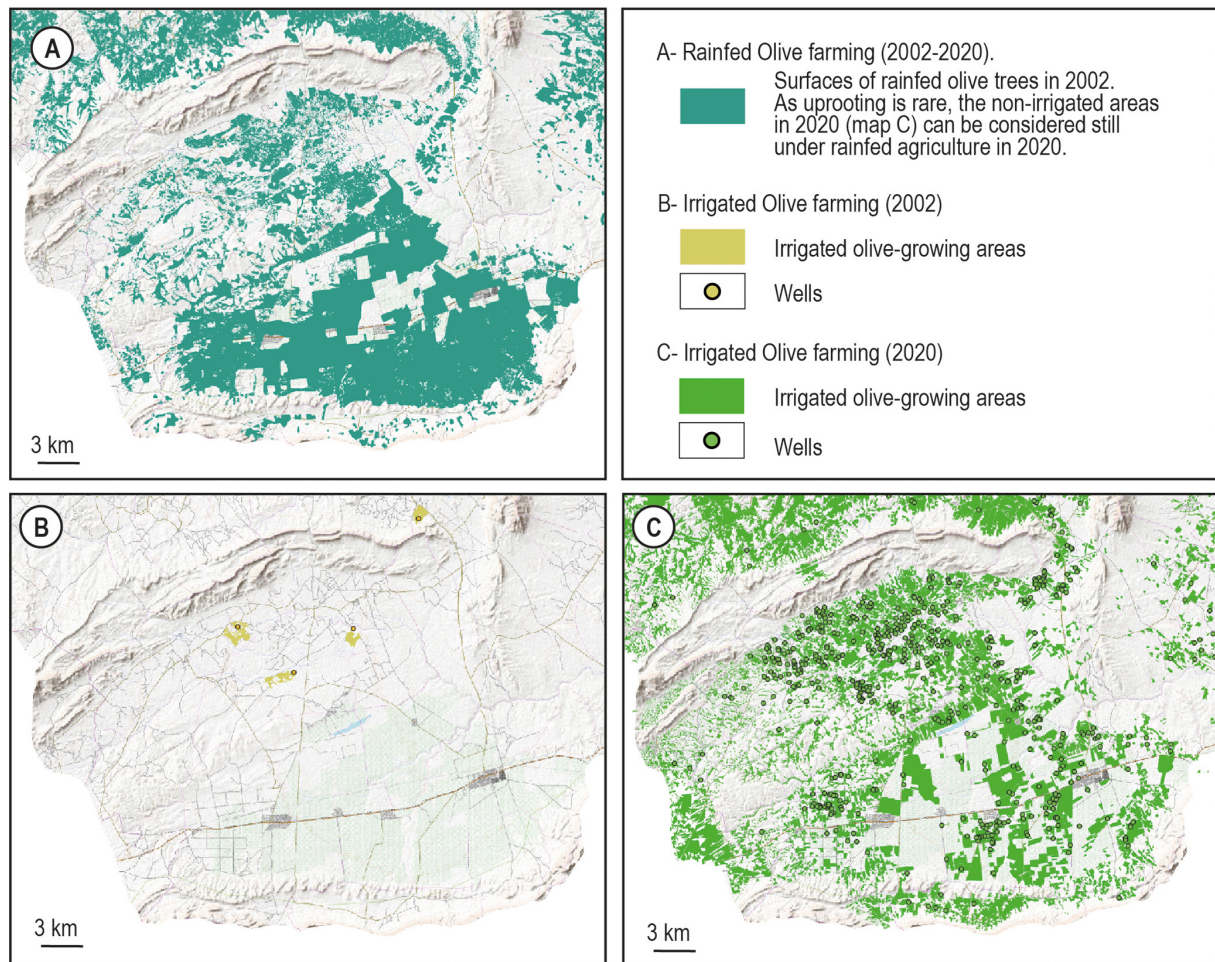 A
3 km
A- Rainfed Olive farming (2002-2020).
Surfaces of rainfed olive trees in 2002.
As uprooting is rare, the non-irrigated areas
in 2020 (map C) can be considered still
under rainfed agriculture in 2020.
B- Irrigated Olive farming (2002)
Irrigated olive-growing areas
Wells
C- Irrigated Olive farming (2020)
Irrigated olive-growing areas
Wells
B
3 km
C
3 km